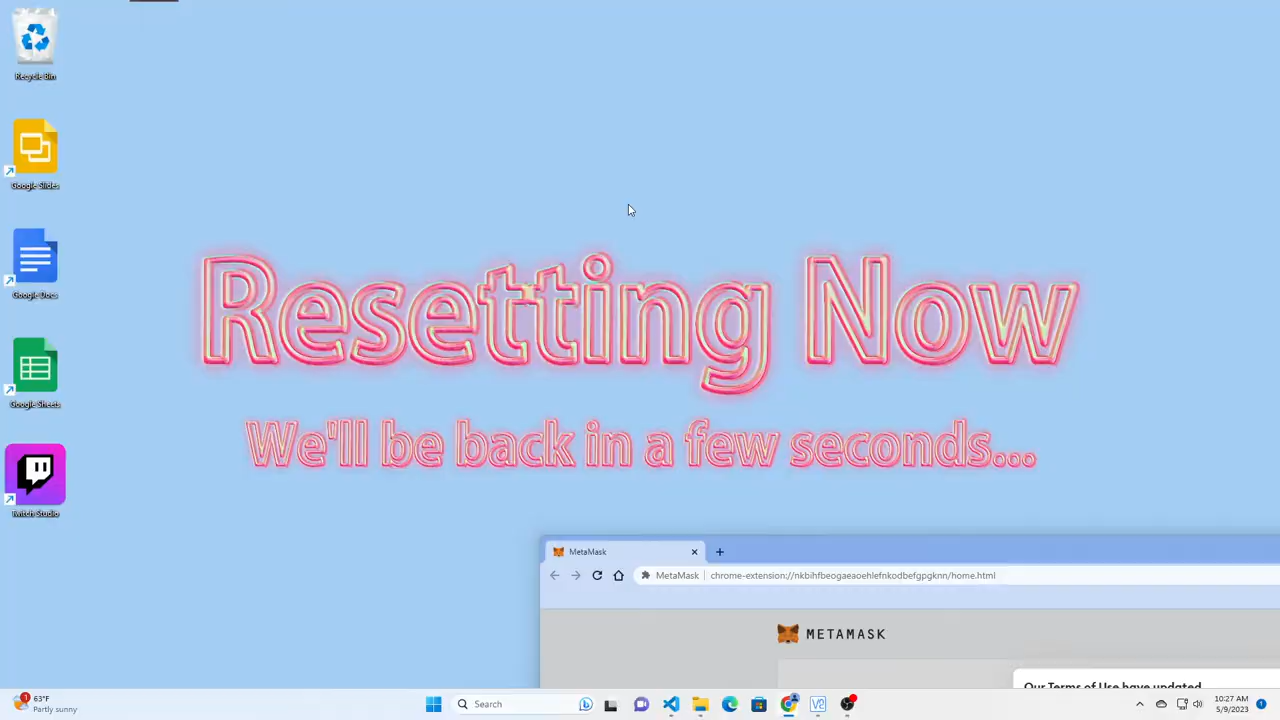 Recycle Bin
Google Slides
Google Docs
Google Sheets
Twitch Studio
Resetting Now
We'll be back in a few seconds...
MetaMask
MetaMask chrome-extension://nkbihfbeogaeaoehlefnkodbefgpgknn/home.html
METAMASK
Our Terms of Use have updated
1
63°F
Partly sunny
Search
10:27 AM
5/9/2023
1